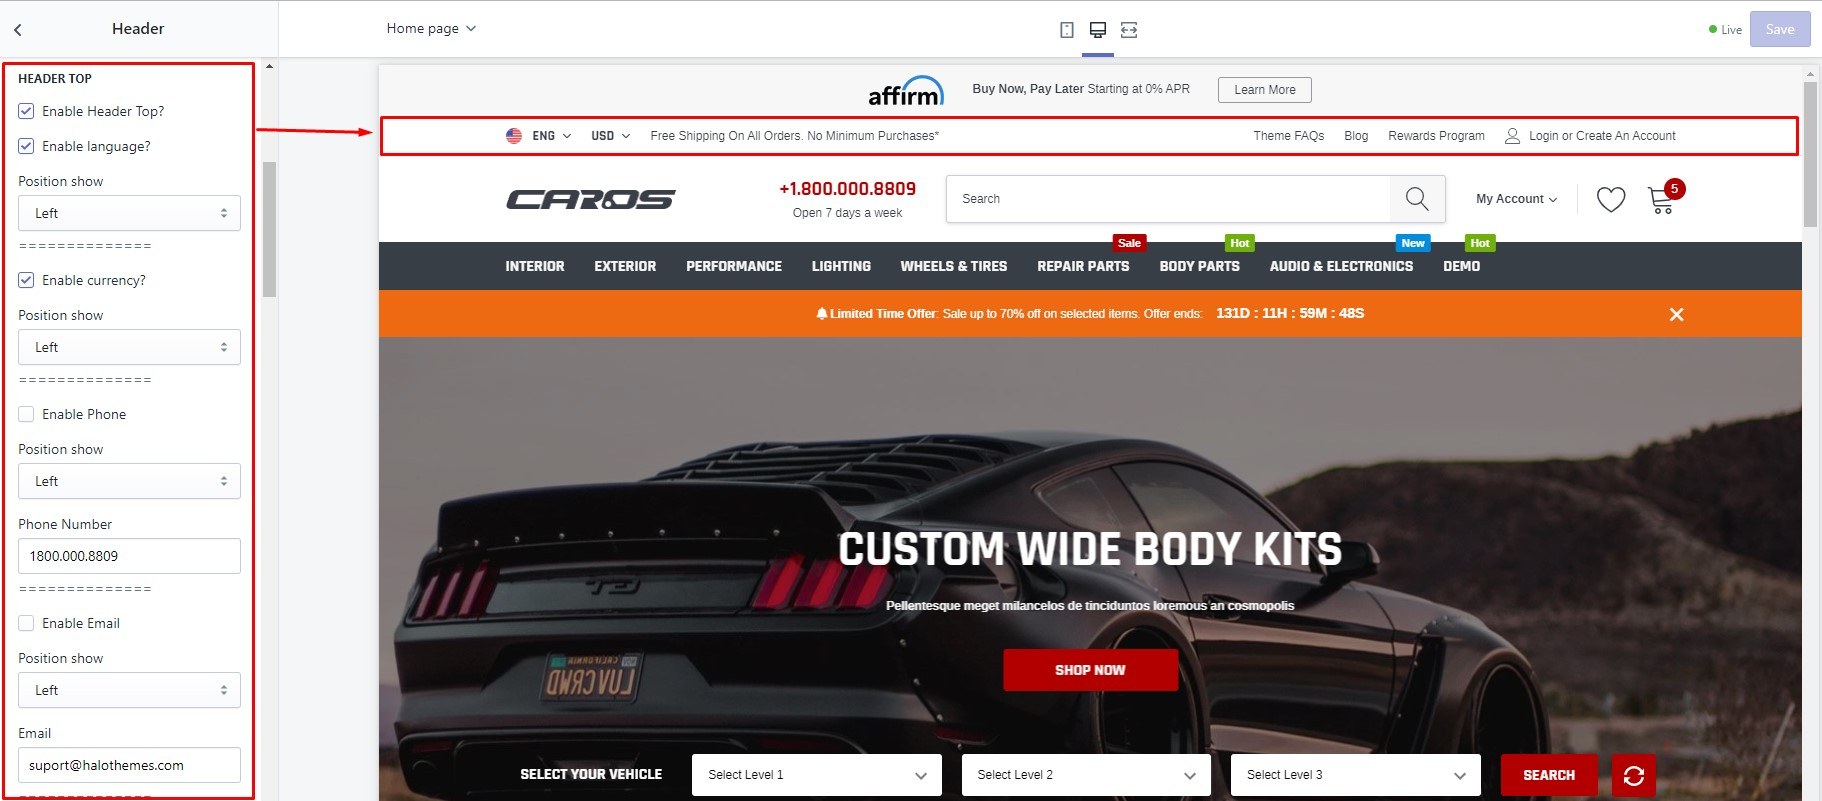 Header
Home page
Live
Save
HEADER TOP
Enable Header Top?
Enable language?
Position show
Left
==============
Enable currency?
Position show
Left
==============
Enable Phone
Position show
Left
Phone Number
1800.000.8809
==============
Enable Email
Position show
Left
Email
suport@halothemes.com
==============
affirm
Buy Now, Pay Later Starting at 0% APR
Learn More
ENG
USD
Free Shipping On All Orders. No Minimum Purchases*
Theme FAQs
Blog
Rewards Program
Login or Create An Account
CAROS
+1.800.000.8809
Open 7 days a week
Search
My Account
5
Sale
Hot
New
Hot
INTERIOR
EXTERIOR
PERFORMANCE
LIGHTING
WHEELS & TIRES
REPAIR PARTS
BODY PARTS
AUDIO & ELECTRONICS
DEMO
Limited Time Offer: Sale up to 70% off on selected items. Offer ends: 131D : 11H : 59M : 48S
CUSTOM WIDE BODY KITS
Pellentesque meget milancelos de tinciduntos loremous an cosmopolis
SHOP NOW
CALIFORNIA
LUVCRWD
SELECT YOUR VEHICLE
Select Level 1
Select Level 2
Select Level 3
SEARCH